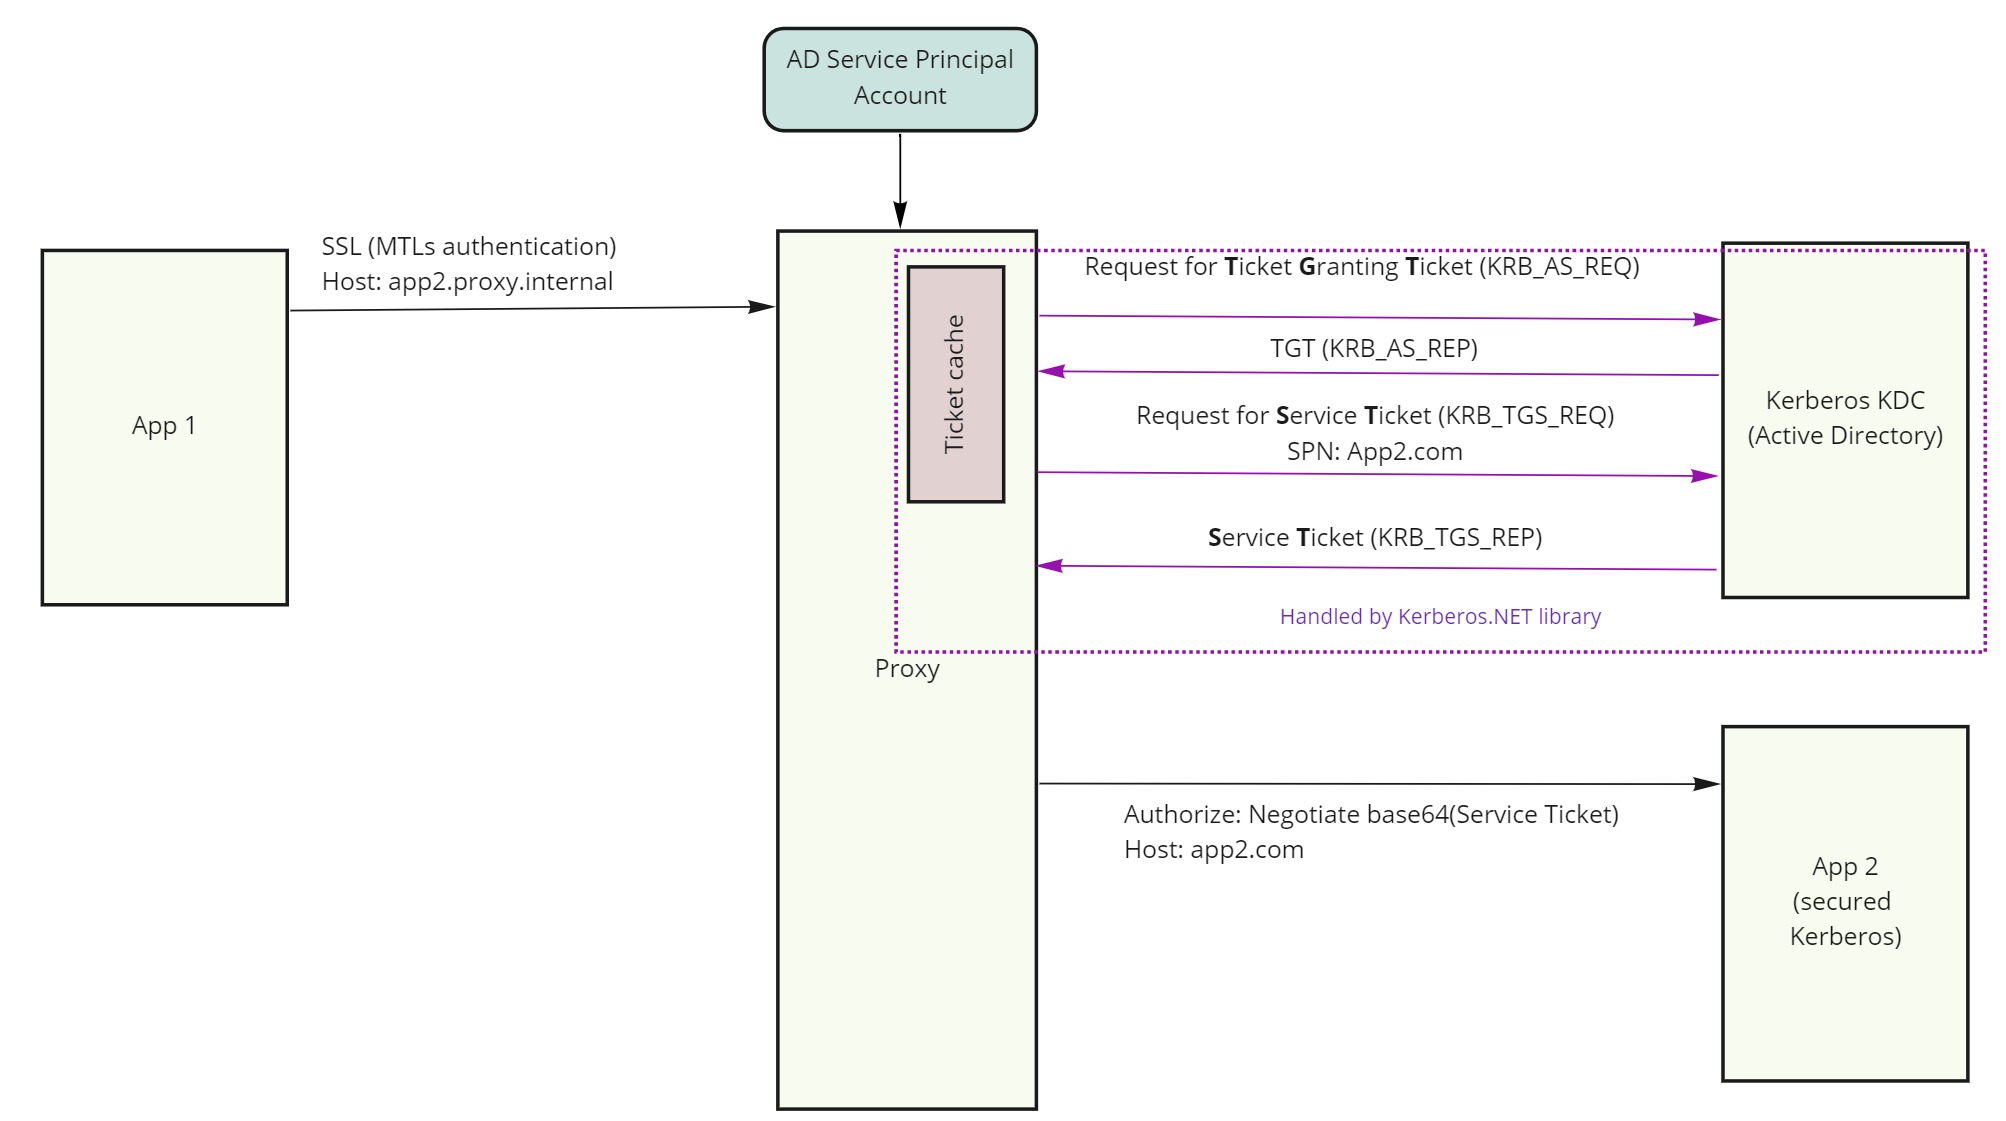 AD Service Principal
Account
SSL (MTLs authentication)
Host: app2.proxy.internal
App 1
Ticket cache
Proxy
Request for Ticket Granting Ticket (KRB_AS_REQ)
TGT (KRB_AS_REP)
Request for Service Ticket (KRB_TGS_REQ)
SPN: App2.com
Service Ticket (KRB_TGS_REP)
Handled by Kerberos.NET library
Kerberos KDC
(Active Directory)
Authorize: Negotiate base64(Service Ticket)
Host: app2.com
App 2
(secured
Kerberos)